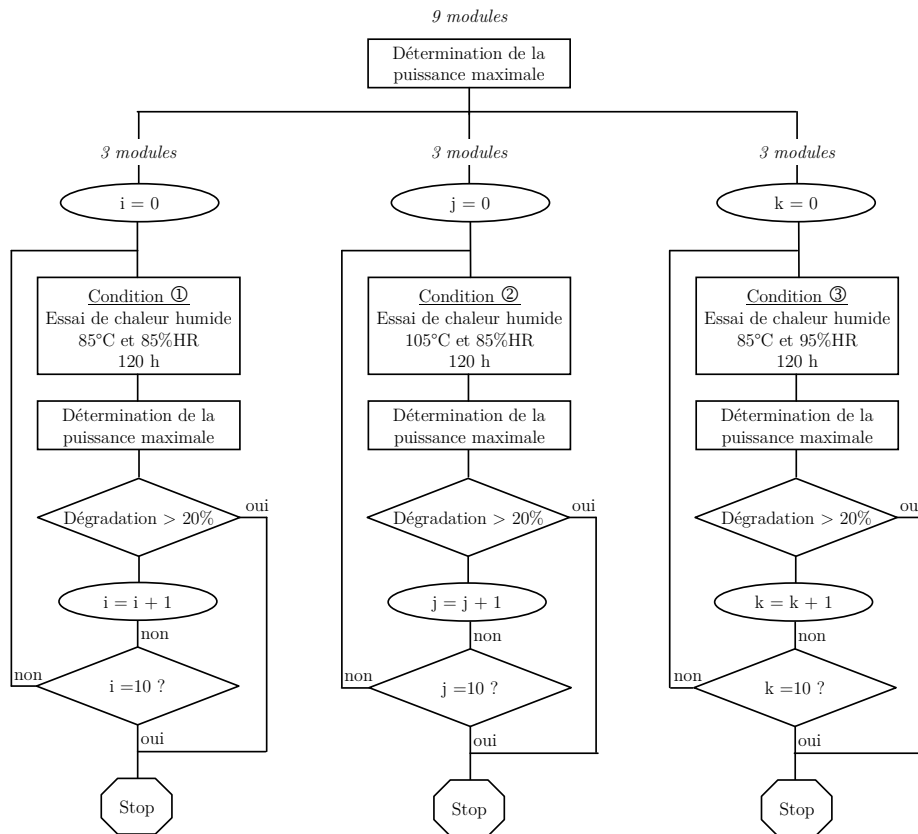 9 modules
Détermination de la
puissance maximale
3 modules
3 modules
3 modules
i = 0
j = 0
k = 0
Condition ①
Essai de chaleur humide
85°C et 85%HR
120 h
Condition ②
Essai de chaleur humide
105°C et 85%HR
120 h
Condition ③
Essai de chaleur humide
85°C et 95%HR
120 h
Détermination de la
puissance maximale
Détermination de la
puissance maximale
Détermination de la
puissance maximale
Dégradation > 20%
oui
Dégradation > 20%
oui
Dégradation > 20%
oui
i = i + 1
j = j + 1
k = k + 1
non
non
non
non
i =10 ?
non
j =10 ?
non
k =10 ?
oui
oui
oui
Stop
Stop
Stop